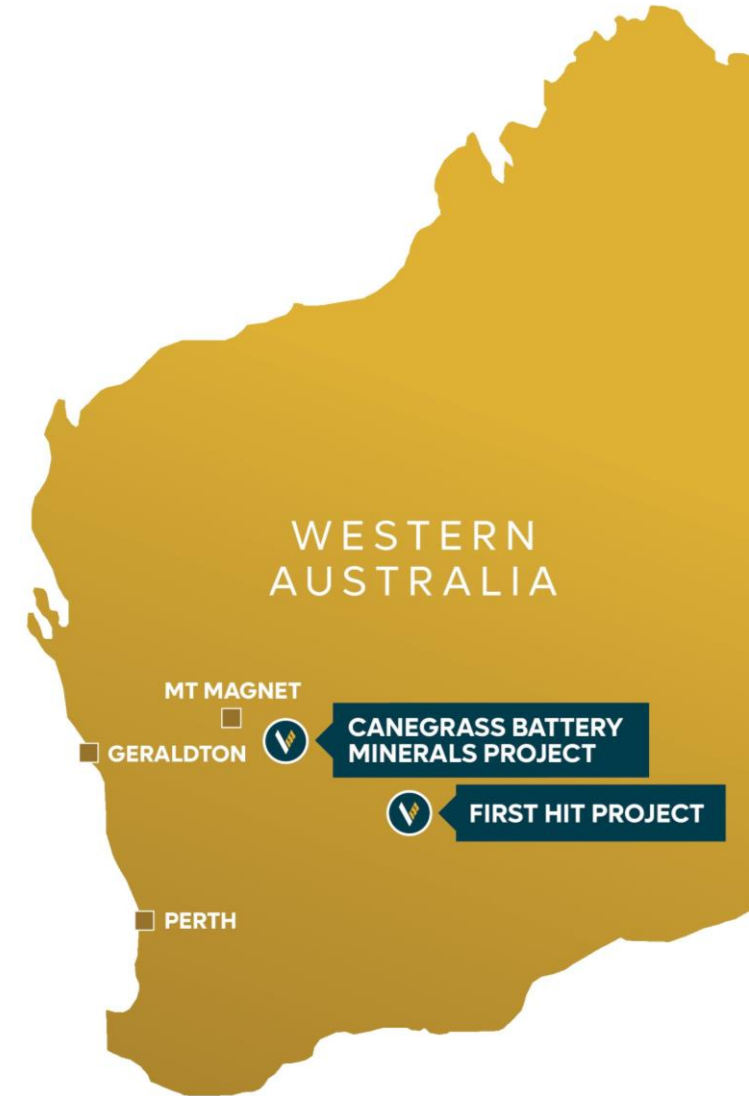 WESTERN
AUSTRALIA
MT MAGNET
GERALDTON
CANEGRASS BATTERY
MINERALS PROJECT
FIRST HIT PROJECT
PERTH